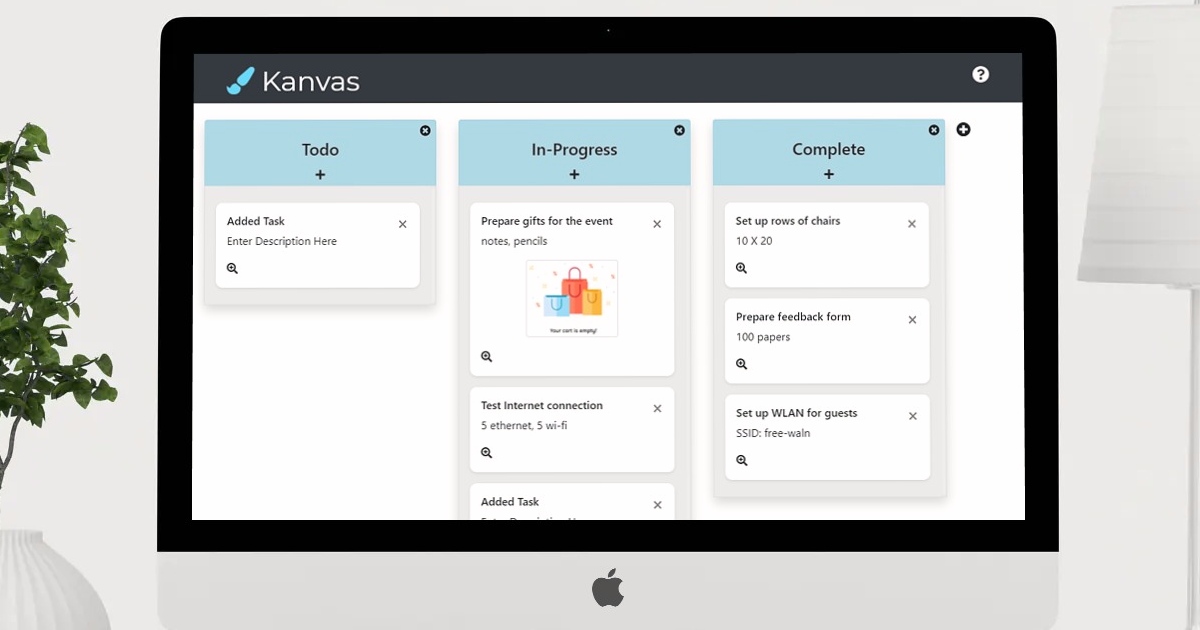 Kanvas
?
Todo
+
Added Task
Enter Description Here
In-Progress
+
Prepare gifts for the event
notes, pencils
Your cart is empty!
Test Internet connection
5 ethernet, 5 wi-fi
Added Task
Complete
+
Set up rows of chairs
10 X 20
Prepare feedback form
100 papers
Set up WLAN for guests
SSID: free-waln